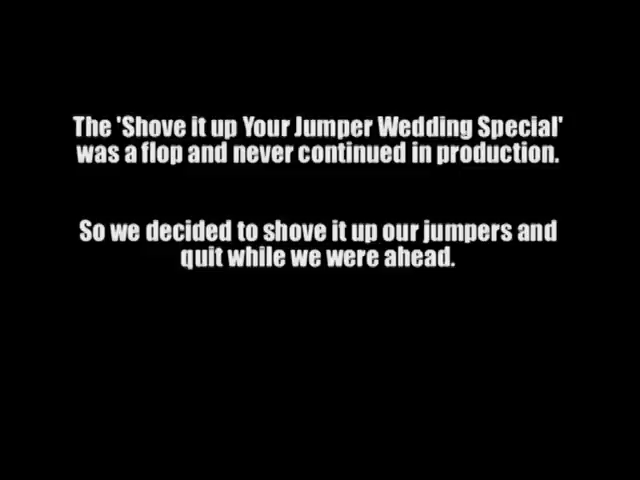 The 'Shove it up Your Jumper Wedding Special'
was a flop and never continued in production.
So we decided to shove it up our jumpers and
quit while we were ahead.